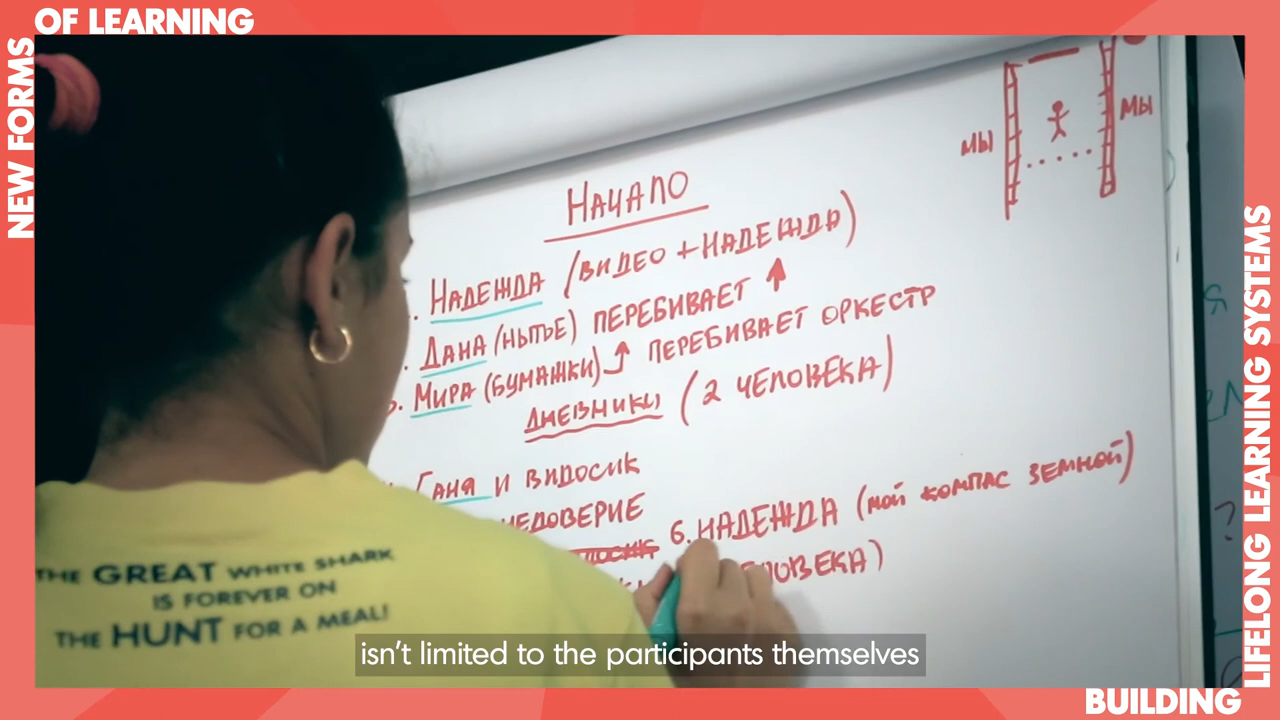 OF LEARNING
NEW FORMS
МЫ
МЫ
НАЧАЛО
НАДЕЖДА (ВИДЕО + НАДЕЖДА)
ДАНА (НЫТЬЕ) ПЕРЕБИВАЕТ ↑
МИРА (БУМАЖКИ) ПЕРЕБИВАЕТ ОРКЕСТР
ДНЕВНИКИ (2 ЧЕЛОВЕКА)
ГАНЯ И ВИДОСИК
НЕДОВЕРИЕ
6. НАДЕЖДА (МОЙ КОМПАС ЗЕМНОЙ)
THE GREAT WHITE SHARK
IS FOREVER ON
THE HUNT FOR A MEAL!
isn't limited to the participants themselves
LIFELONG LEARNING SYSTEMS
BUILDING